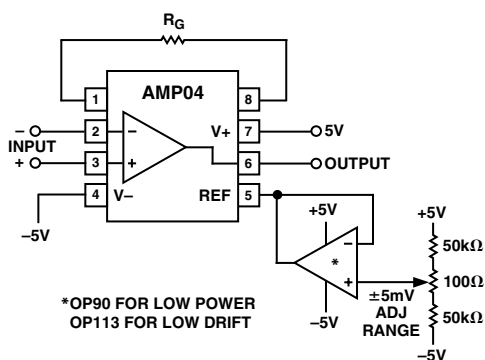 RG
AMP04
1
8
–
2
–
V+
7
5V
INPUT
+
3
+
6
OUTPUT
4
V–
REF
5
–5V
+5V
–
*
+
–5V
±5mV
ADJ
RANGE
+5V
50kΩ
100Ω
50kΩ
–5V
*OP90 FOR LOW POWER
OP113 FOR LOW DRIFT